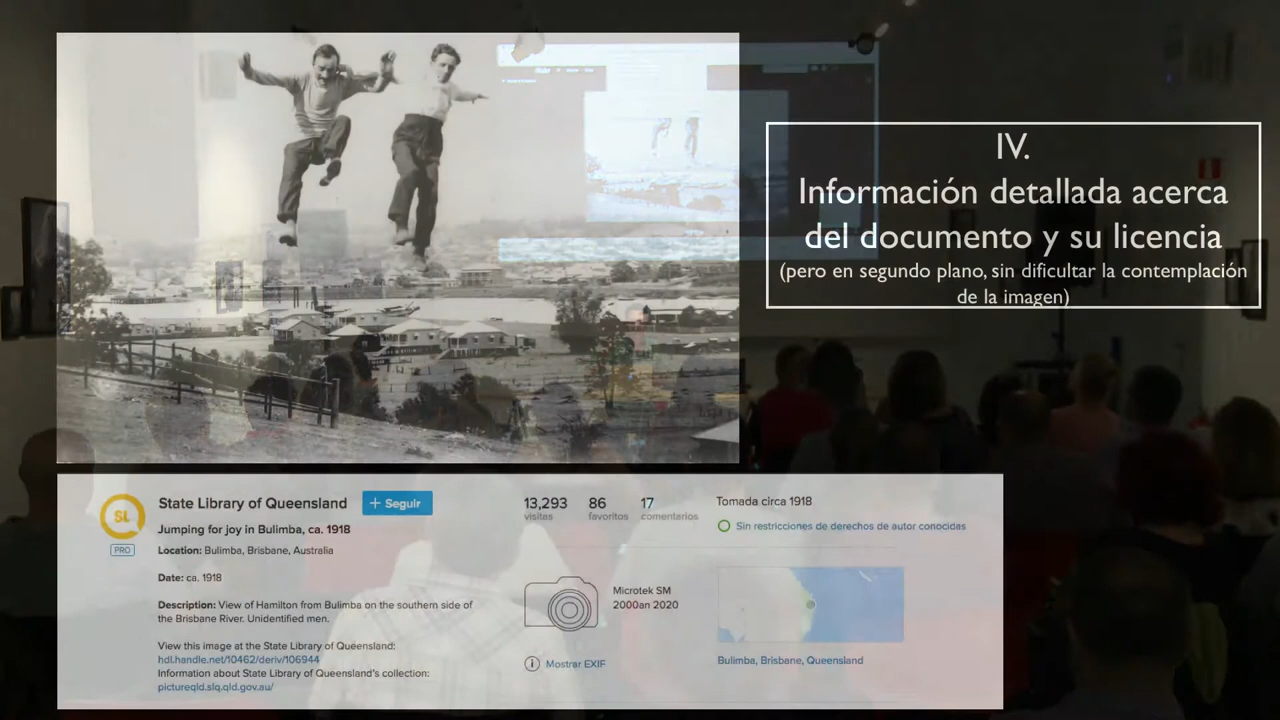 IV.
Información detallada acerca
del documento y su licencia
(pero en segundo plano, sin dificultar la contemplación
de la imagen)
SL
PRO
State Library of Queensland
+ Seguir
Jumping for joy in Bulimba, ca. 1918
Location: Bulimba, Brisbane, Australia
Date: ca. 1918
Description: View of Hamilton from Bulimba on the southern side of
the Brisbane River. Unidentified men.
View this image at the State Library of Queensland:
hdl.handle.net/10462/deriv/106944
Information about State Library of Queensland's collection:
pictureqld.slq.qld.gov.au/
13,293 86 17
visitas favoritos comentarios
Microtek SM
2000an 2020
Mostrar EXIF
Tomada circa 1918
Sin restricciones de derechos de autor conocidas
Bulimba, Brisbane, Queensland